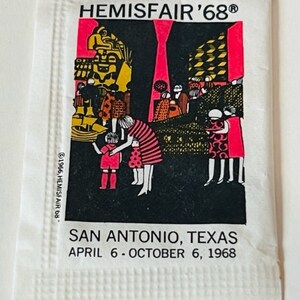 HEMISFAIR '68®
©1966, HEMISFAIR 68
SAN ANTONIO, TEXAS
APRIL 6 - OCTOBER 6, 1968